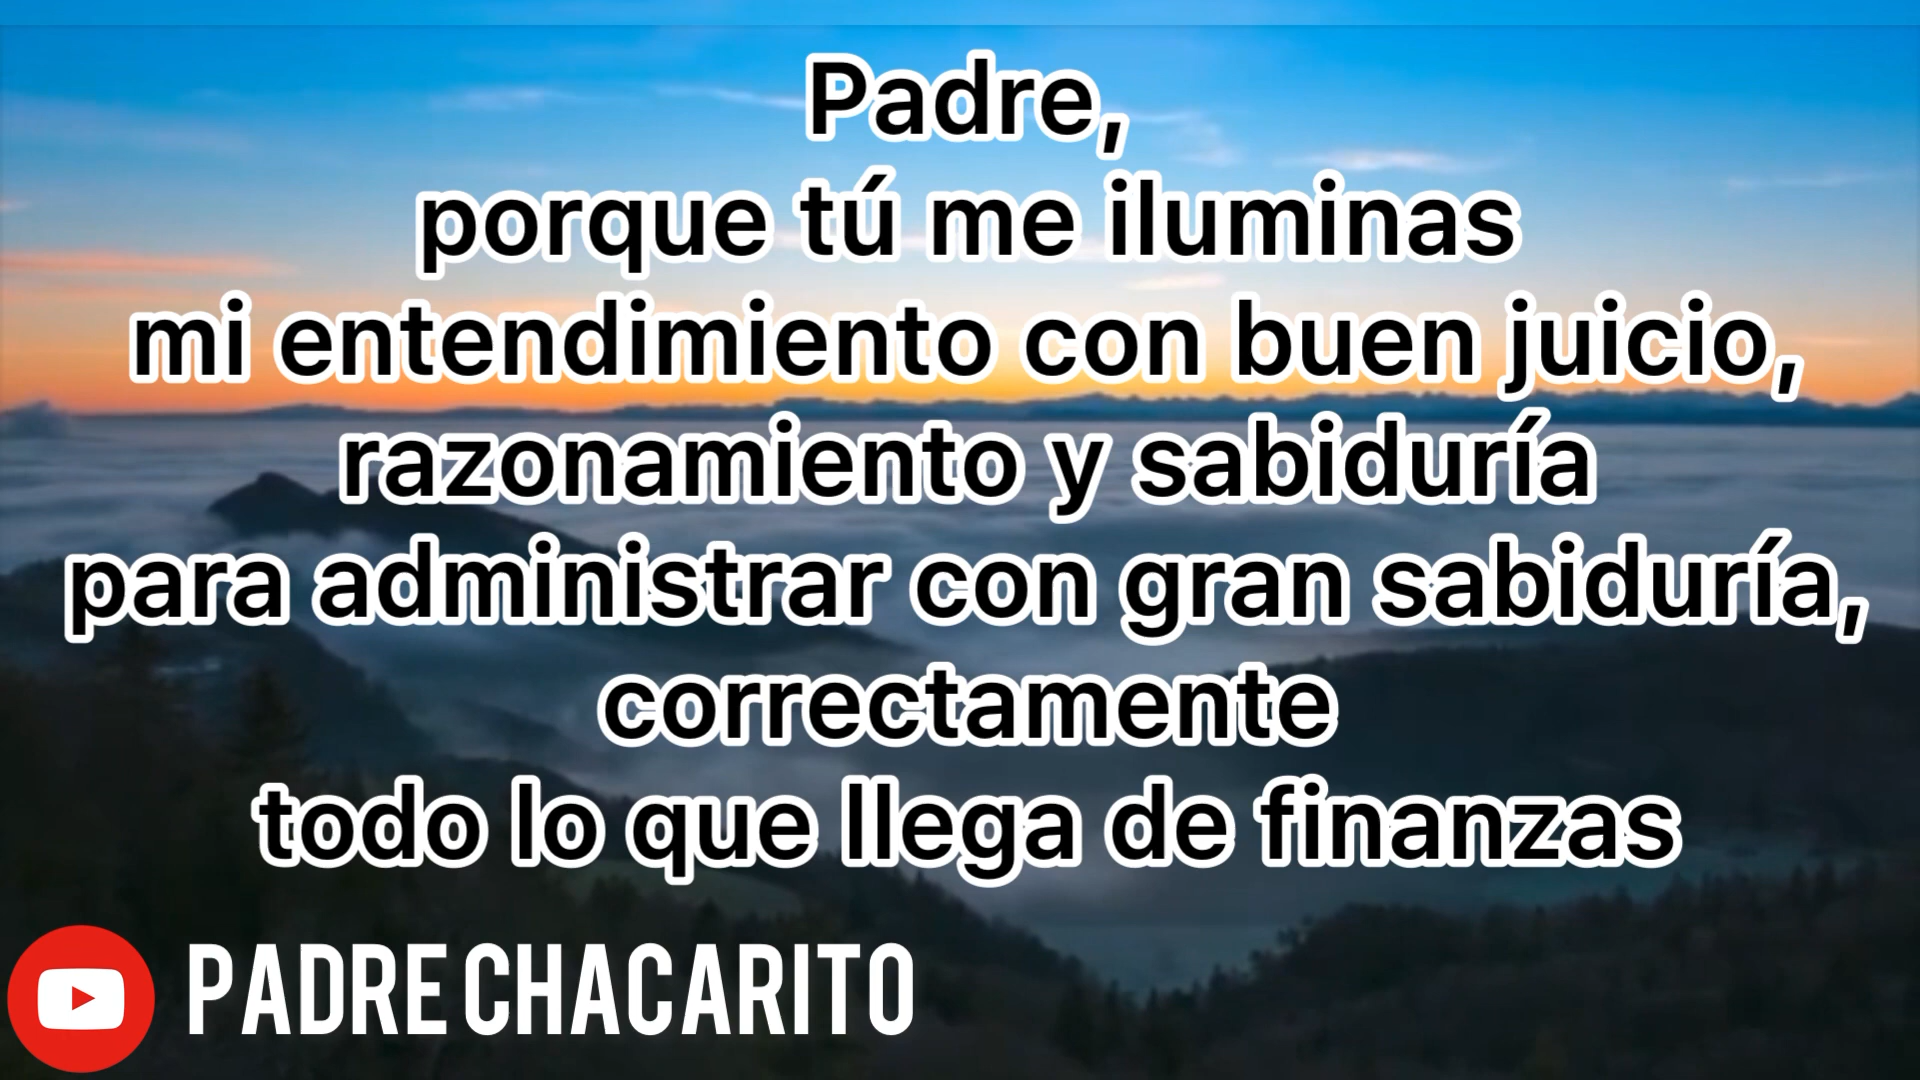 Padre,
porque tú me iluminas
mi entendimiento con buen juicio,
razonamiento y sabiduría
para administrar con gran sabiduría,
correctamente
todo lo que llega de finanzas
PADRE CHACARITO